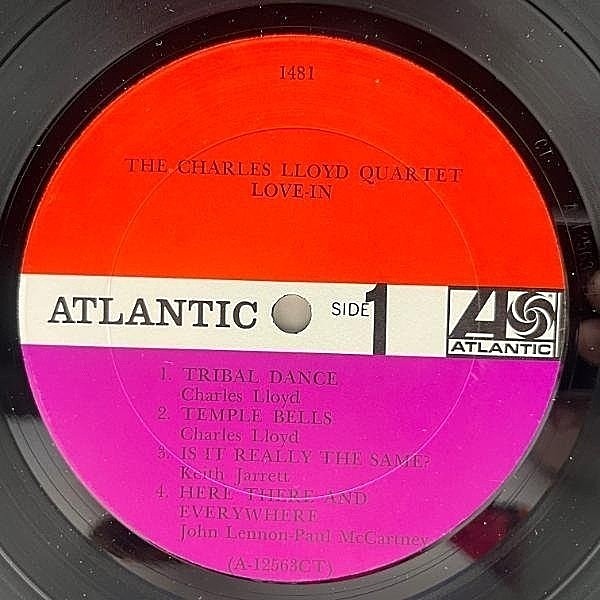 1481
THE CHARLES LLOYD QUARTET
LOVE-IN
ATLANTIC SIDE 1
ATLANTIC
1. TRIBAL DANCE
Charles Lloyd
2. TEMPLE BELLS
Charles Lloyd
3. IS IT REALLY THE SAME?
Keith Jarrett
4. HERE THERE AND
EVERYWHERE
John Lennon-Paul McCartney
(A-12563CT)